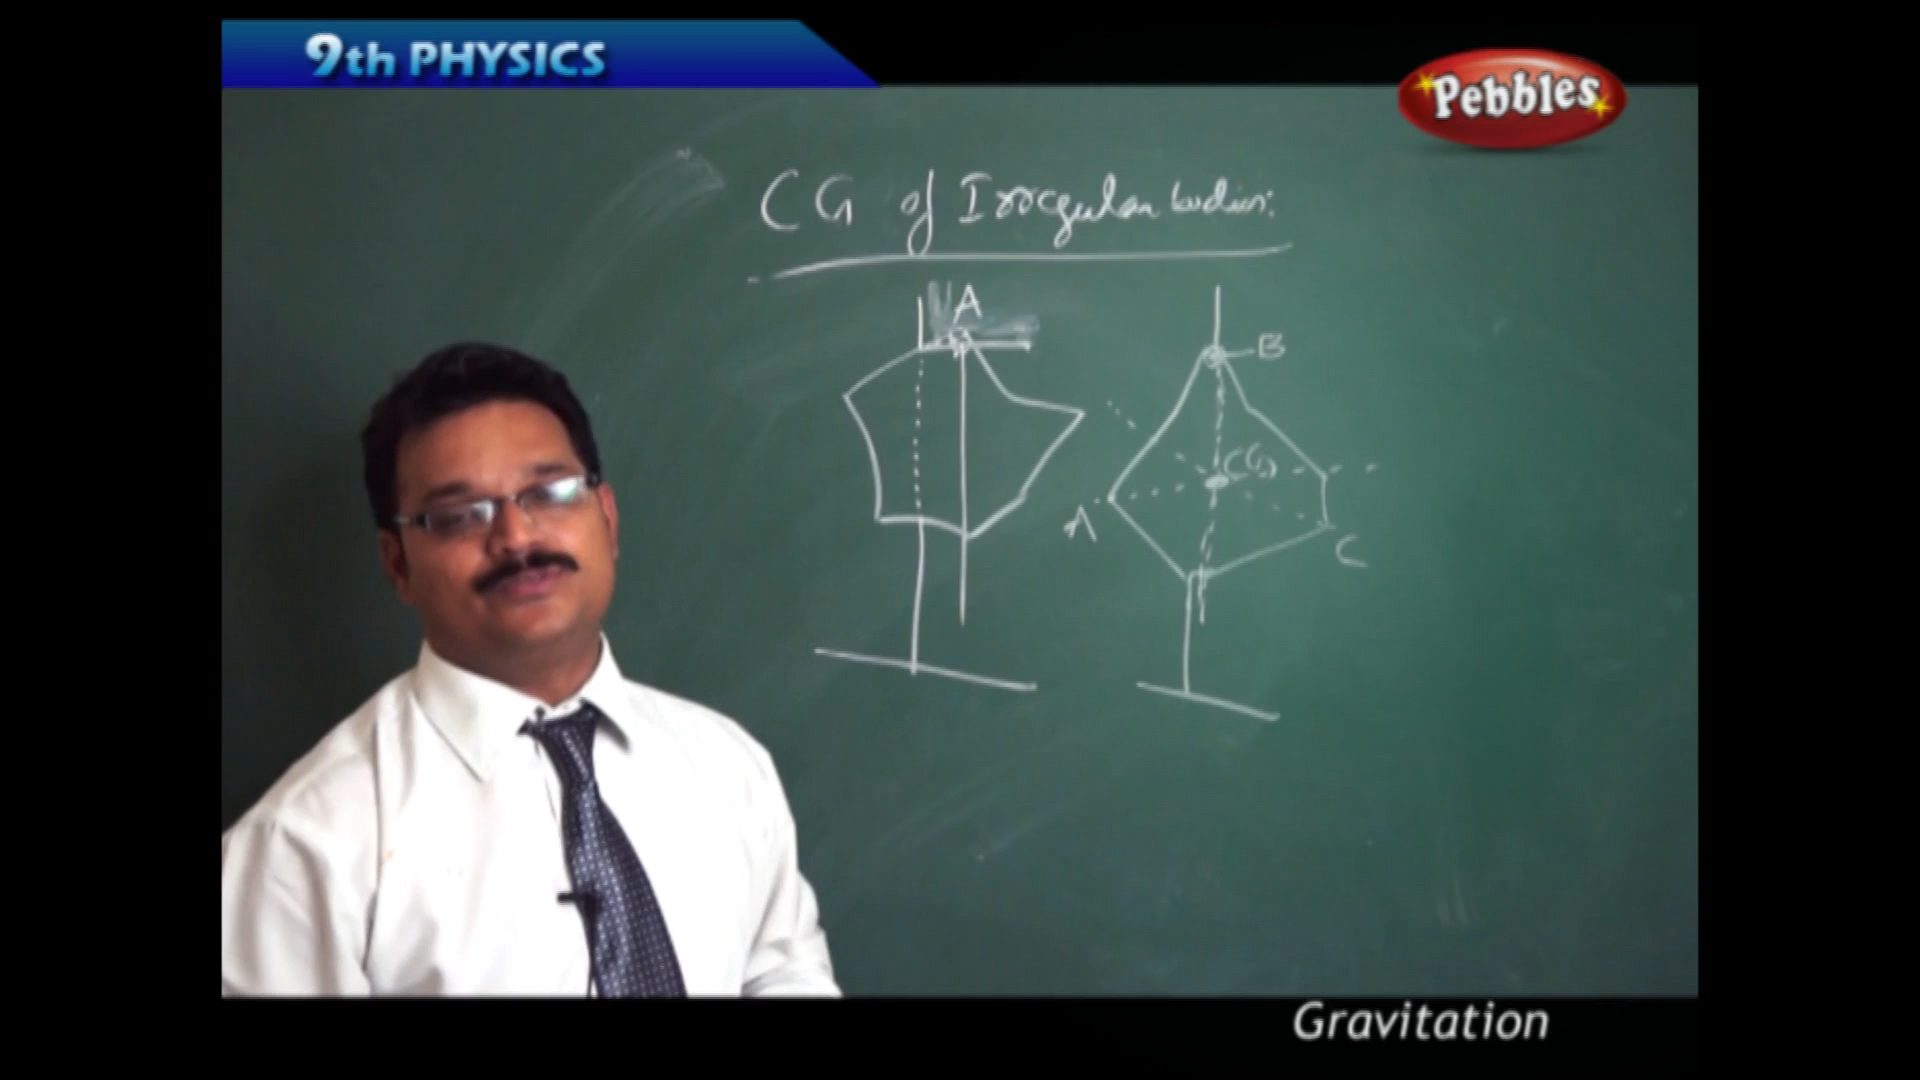 9th PHYSICS
Pebbles
CG of Irregular bodies:
A
B
CG
A
C
Gravitation